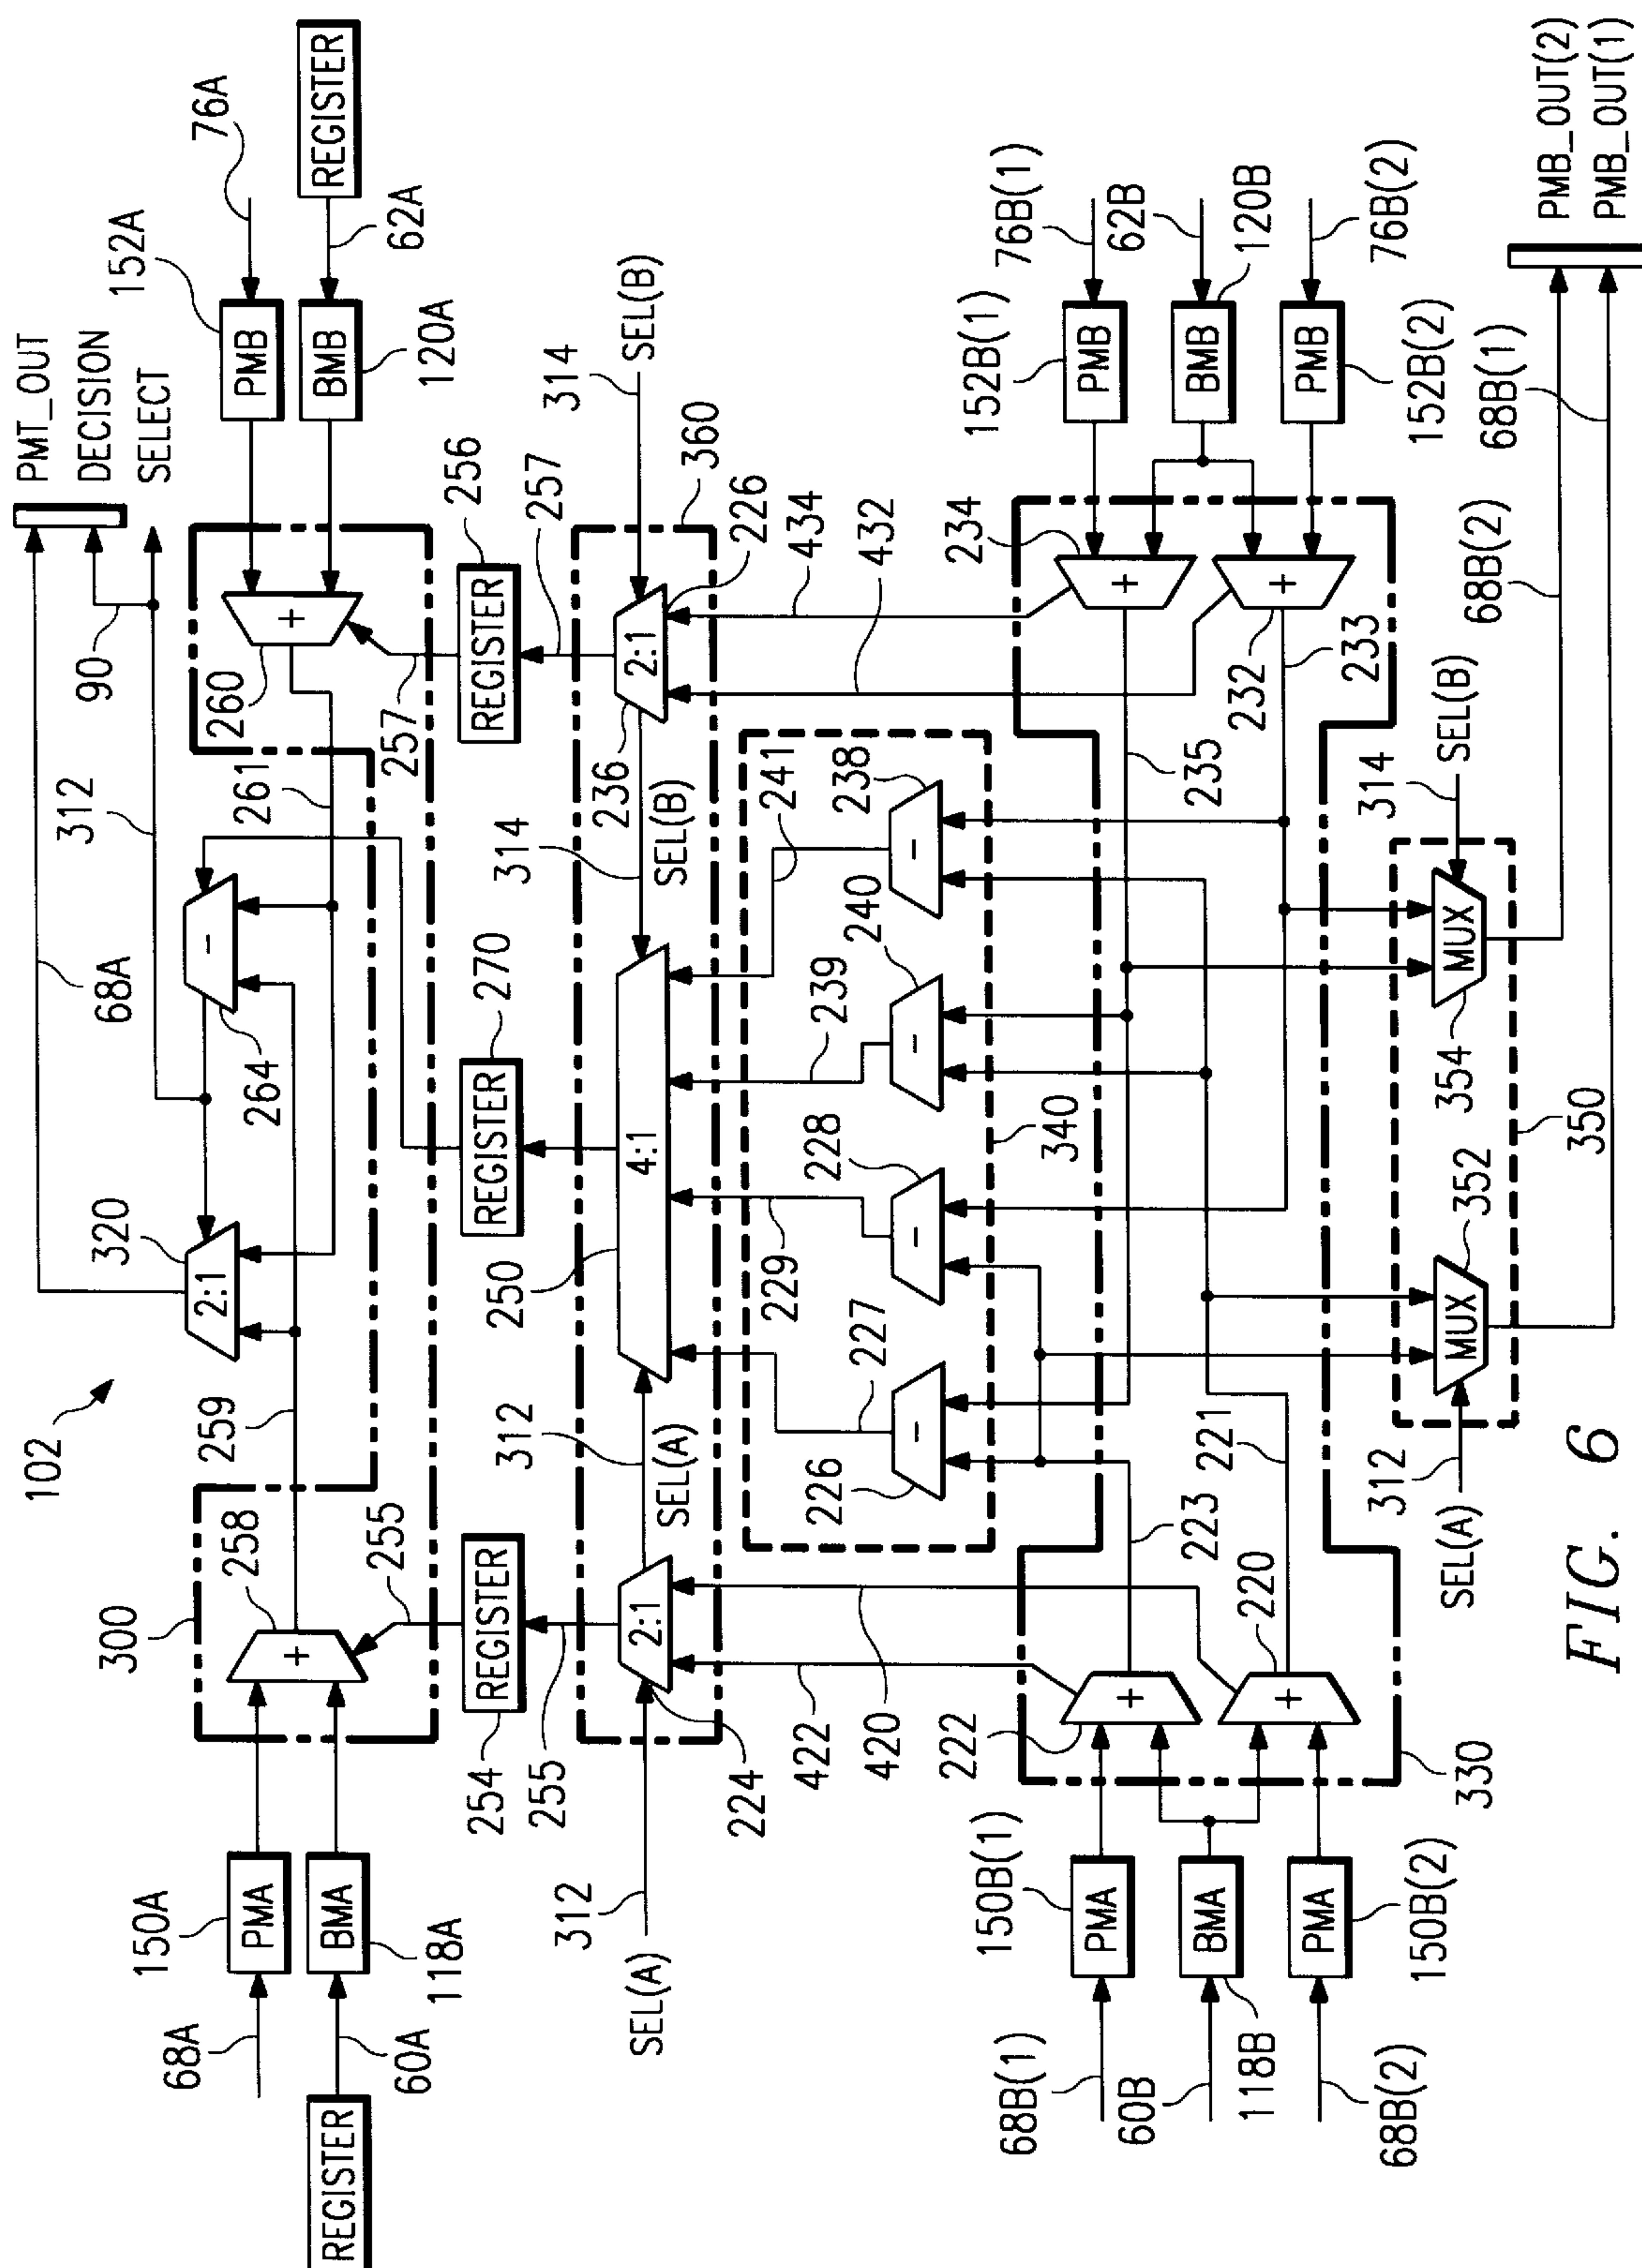 PMT_OUT
DECISION
SELECT
76A
REGISTER
152A
62A
PMB
BMB
120A
90
312
68A
320
2:1
–
264
261
260
+
257
102
259
300
258
+
255
150A
PMA
BMA
118A
68A
60A
REGISTER
REGISTER
254
255
REGISTER
270
REGISTER
256
257
314
SEL(B)
360
226
2:1
236
314
SEL(B)
250
4:1
312
SEL(A)
2:1
224
312
SEL(A)
422
420
434
432
227
229
239
241
226
–
228
–
240
–
238
–
340
234
+
232
+
233
235
152B(1)
PMB
76B(1)
62B
BMB
120B
PMB
152B(2)
76B(2)
223
221
222
+
220
+
330
150B(1)
PMA
68B(1)
60B
BMA
118B
PMA
150B(2)
68B(2)
312
SEL(A)
MUX
352
MUX
354
350
314
SEL(B)
68B(2)
68B(1)
PMB_OUT(2)
PMB_OUT(1)
FIG. 6